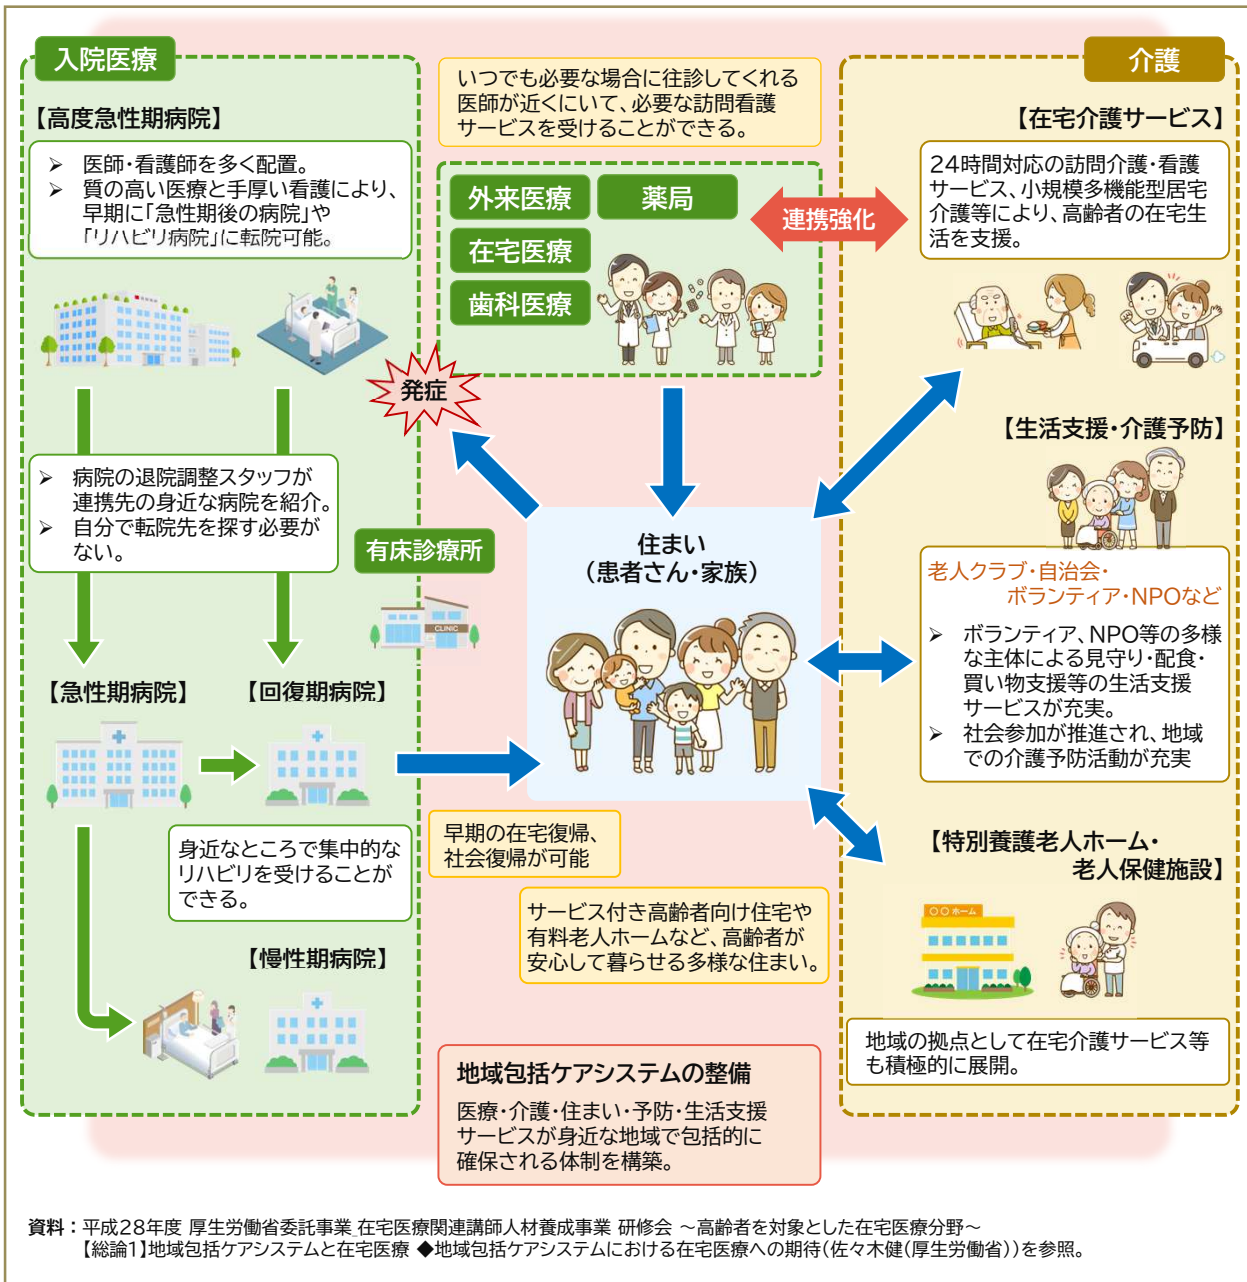 入院医療
【高度急性期病院】
➢ 医師・看護師を多く配置。
➢ 質の高い医療と手厚い看護により、
早期に「急性期後の病院」や
「リハビリ病院」に転院可能。
➢ 病院の退院調整スタッフが
連携先の身近な病院を紹介。
➢ 自分で転院先を探す必要が
ない。
有床診療所
CLINIC
【急性期病院】
【回復期病院】
身近なところで集中的な
リハビリを受けることが
できる。
【慢性期病院】
いつでも必要な場合に往診してくれる
医師が近くにいて、必要な訪問看護
サービスを受けることができる。
外来医療
薬局
在宅医療
歯科医療
連携強化
発症
住まい
(患者さん・家族)
早期の在宅復帰、
社会復帰が可能
サービス付き高齢者向け住宅や
有料老人ホームなど、高齢者が
安心して暮らせる多様な住まい。
地域包括ケアシステムの整備
医療・介護・住まい・予防・生活支援
サービスが身近な地域で包括的に
確保される体制を構築。
介護
【在宅介護サービス】
24時間対応の訪問介護・看護
サービス、小規模多機能型居宅
介護等により、高齢者の在宅生
活を支援。
【生活支援・介護予防】
老人クラブ・自治会・
ボランティア・NPOなど
➢ ボランティア、NPO等の多様
な主体による見守り・配食・
買い物支援等の生活支援
サービスが充実。
➢ 社会参加が推進され、地域
での介護予防活動が充実
【特別養護老人ホーム・
老人保健施設】
〇〇ホーム
地域の拠点として在宅介護サービス等
も積極的に展開。
資料：平成28年度 厚生労働省委託事業 在宅医療関連講師人材養成事業 研修会 ～高齢者を対象とした在宅医療分野～
【総論1】地域包括ケアシステムと在宅医療 ◆地域包括ケアシステムにおける在宅医療への期待(佐々木健(厚生労働省))を参照。